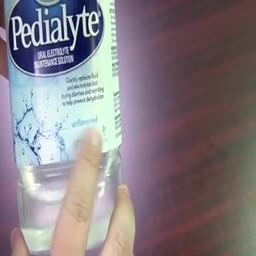 Pedialyte®
ORAL ELECTROLYTE
MAINTENANCE SOLUTION
Quickly replaces fluid
and electrolytes lost
during diarrhea and vomiting
to help prevent dehydration
unflavored